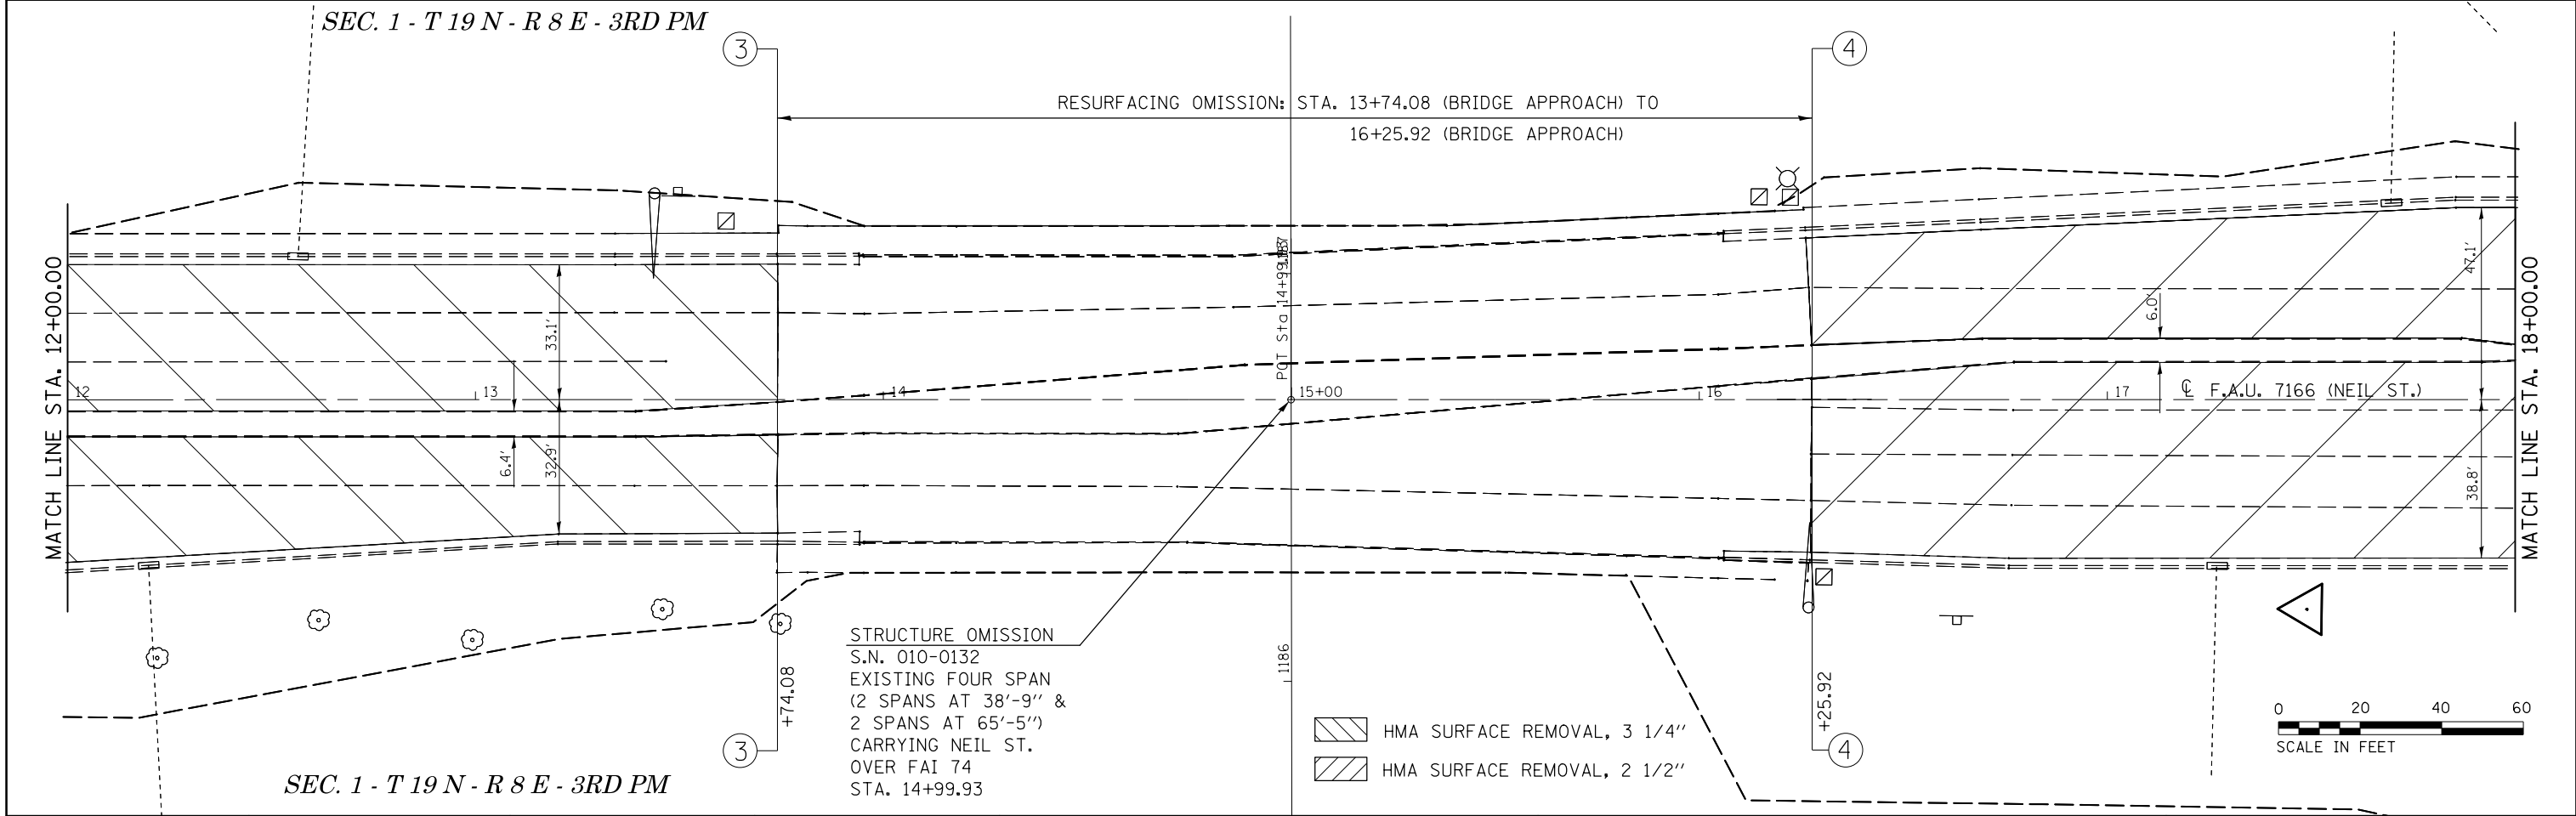 SEC. 1 - T 19 N - R 8 E - 3RD PM
3
4
RESURFACING OMISSION: STA. 13+74.08 (BRIDGE APPROACH) TO
16+25.92 (BRIDGE APPROACH)
MATCH LINE STA. 12+00.00
33.1'
POT Sta 14+99.93
6.0'
47.1'
MATCH LINE STA. 18+00.00
12
13
14
15+00
16
17
℄ F.A.U. 7166 (NEIL ST.)
6.4'
32.9'
38.8'
10
STRUCTURE OMISSION
S.N. 010-0132
EXISTING FOUR SPAN
(2 SPANS AT 38'-9" &
2 SPANS AT 65'-5")
CARRYING NEIL ST.
OVER FAI 74
STA. 14+99.93
+74.08
1186
+25.92
HMA SURFACE REMOVAL, 3 1/4"
HMA SURFACE REMOVAL, 2 1/2"
0 20 40 60
SCALE IN FEET
3
4
SEC. 1 - T 19 N - R 8 E - 3RD PM